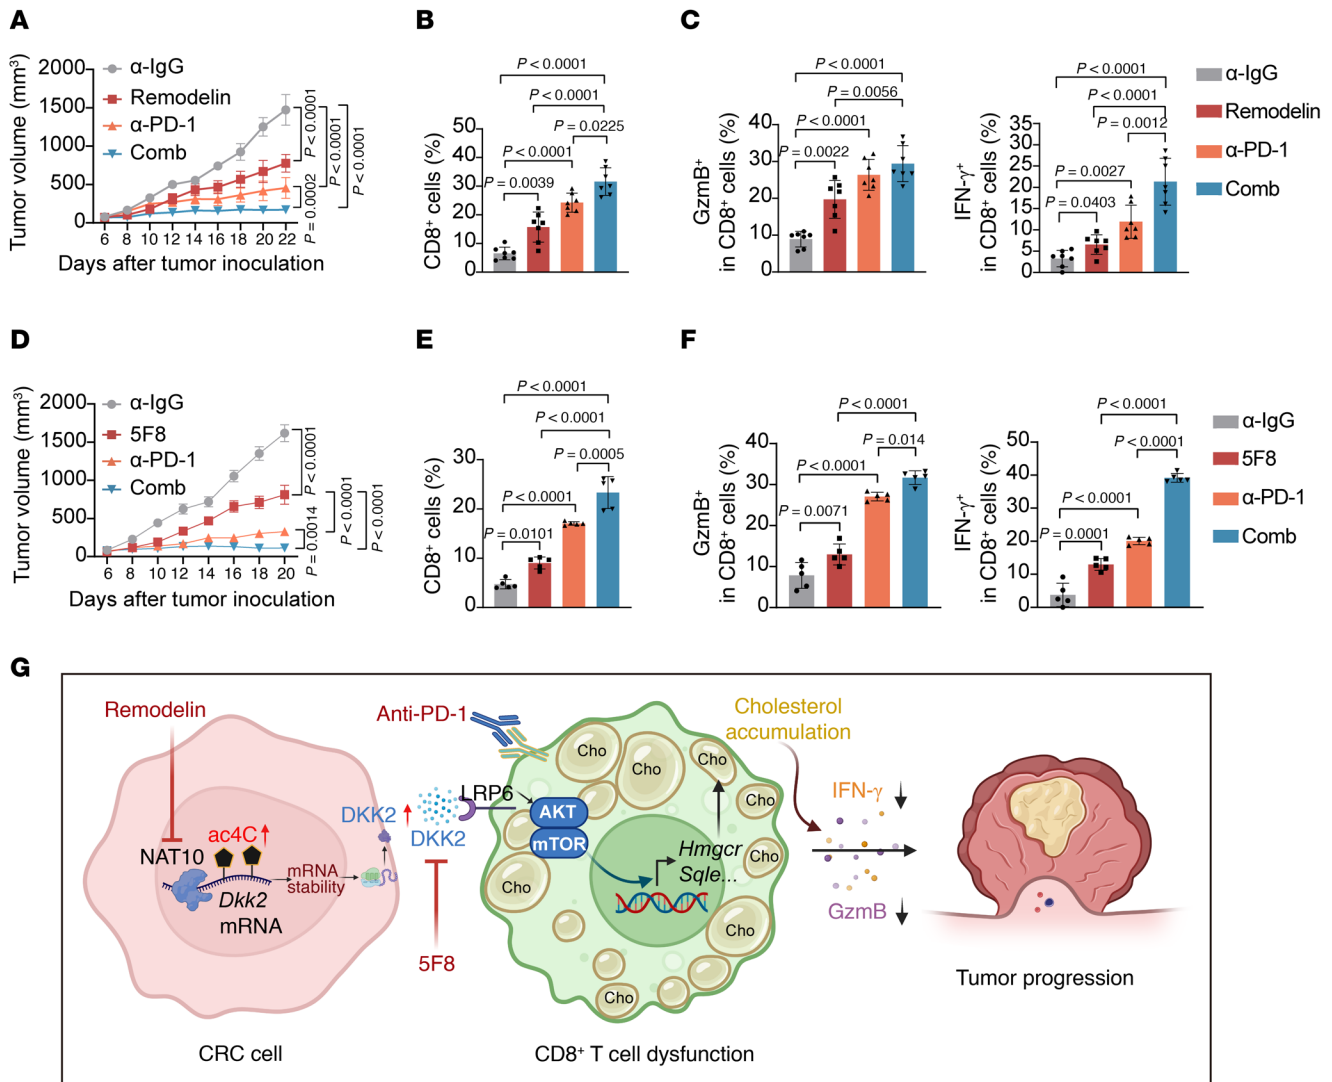 A
Tumor volume (mm³)
2000
1500
1000
500
0
α-IgG
Remodelin
α-PD-1
Comb
6 8 10 12 14 16 18 20 22
Days after tumor inoculation
P < 0.0001
P = 0.0002
P < 0.0001
P < 0.0001
B
CD8⁺ cells (%)
50
40
30
20
10
0
P < 0.0001
P < 0.0001
P = 0.0225
P < 0.0001
P = 0.0039
C
GzmB⁺
in CD8⁺ cells (%)
40
30
20
10
0
P < 0.0001
P = 0.0056
P < 0.0001
P = 0.0022
IFN-γ⁺
in CD8⁺ cells (%)
35
30
25
20
15
10
5
0
P < 0.0001
P < 0.0001
P = 0.0012
P = 0.0027
P = 0.0403
α-IgG
Remodelin
α-PD-1
Comb
D
Tumor volume (mm³)
2000
1500
1000
500
0
α-IgG
5F8
α-PD-1
Comb
6 8 10 12 14 16 18 20
Days after tumor inoculation
P < 0.0001
P = 0.0014
P < 0.0001
P < 0.0001
E
CD8⁺ cells (%)
30
20
10
0
P < 0.0001
P < 0.0001
P = 0.0005
P < 0.0001
P = 0.0101
F
GzmB⁺
in CD8⁺ cells (%)
40
30
20
10
0
P < 0.0001
P = 0.014
P < 0.0001
P = 0.0071
IFN-γ⁺
in CD8⁺ cells (%)
50
40
30
20
10
0
P < 0.0001
P < 0.0001
P < 0.0001
P = 0.0001
α-IgG
5F8
α-PD-1
Comb
G
Remodelin
NAT10
ac4C
Dkk2
mRNA
mRNA
stability
DKK2
DKK2
5F8
CRC cell
Anti-PD-1
LRP6
AKT
mTOR
Hmgcr
Sqle...
Cho
Cho
Cho
Cho
Cho
Cho
Cho
Cho
CD8⁺ T cell dysfunction
Cholesterol
accumulation
IFN-γ
GzmB
Tumor progression